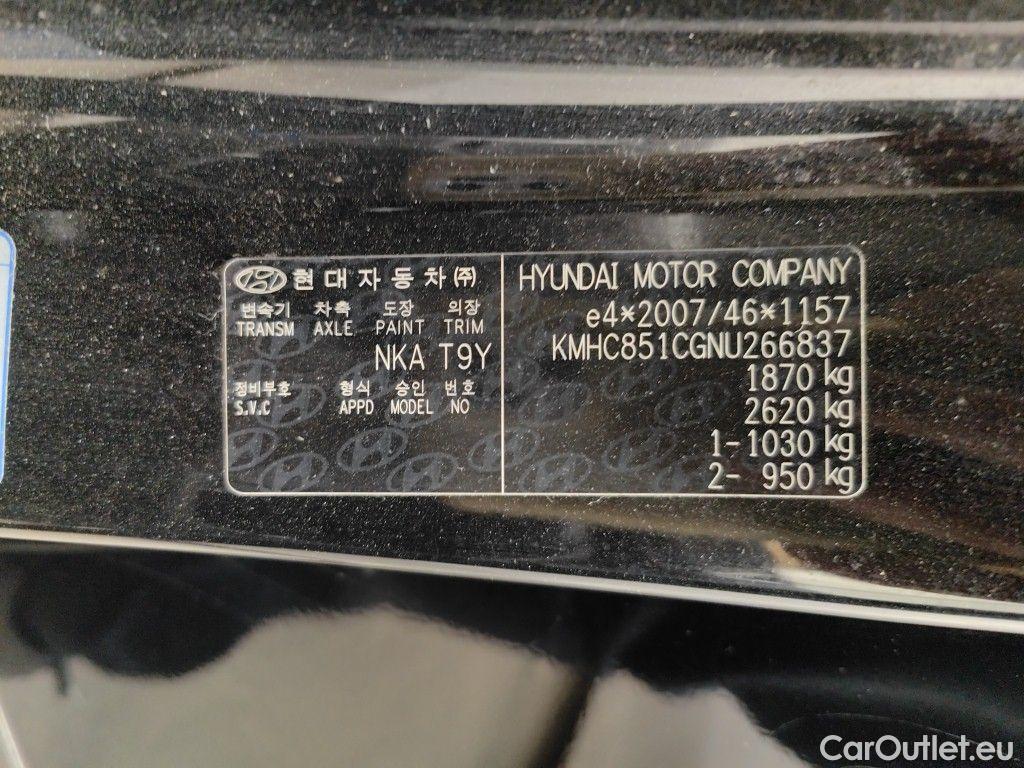 현대자동차㈜
변속기 차축 도장 의장
TRANSM AXLE PAINT TRIM
NKA T9Y
정비부호 형식 승인 번호
S.V.C APPD MODEL NO
HYUNDAI MOTOR COMPANY
e4*2007/46*1157
KMHC851CGNU266837
1870 kg
2620 kg
1- 1030 kg
2- 950 kg
CarOutlet.eu